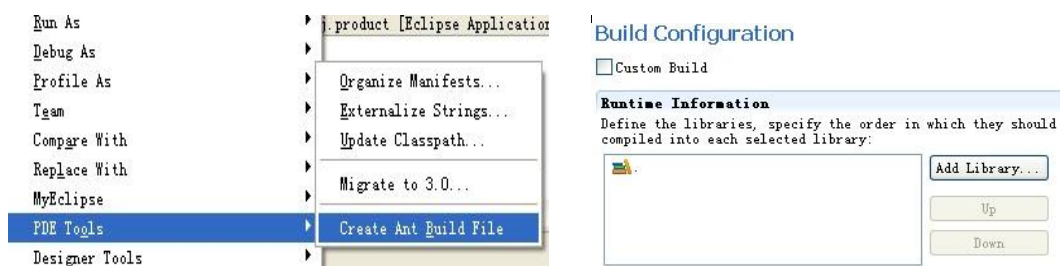 Run As
j.product [Eclipse Application
Debug As
Profile As
Team
Compare With
Replace With
MyEclipse
PDE Tools
Designer Tools
Organize Manifests...
Externalize Strings...
Update Classpath...
Migrate to 3.0...
Create Ant Build File
Build Configuration
Custom Build
Runtime Information
Define the libraries, specify the order in which they should
compiled into each selected library:
.
Add Library...
Up
Down